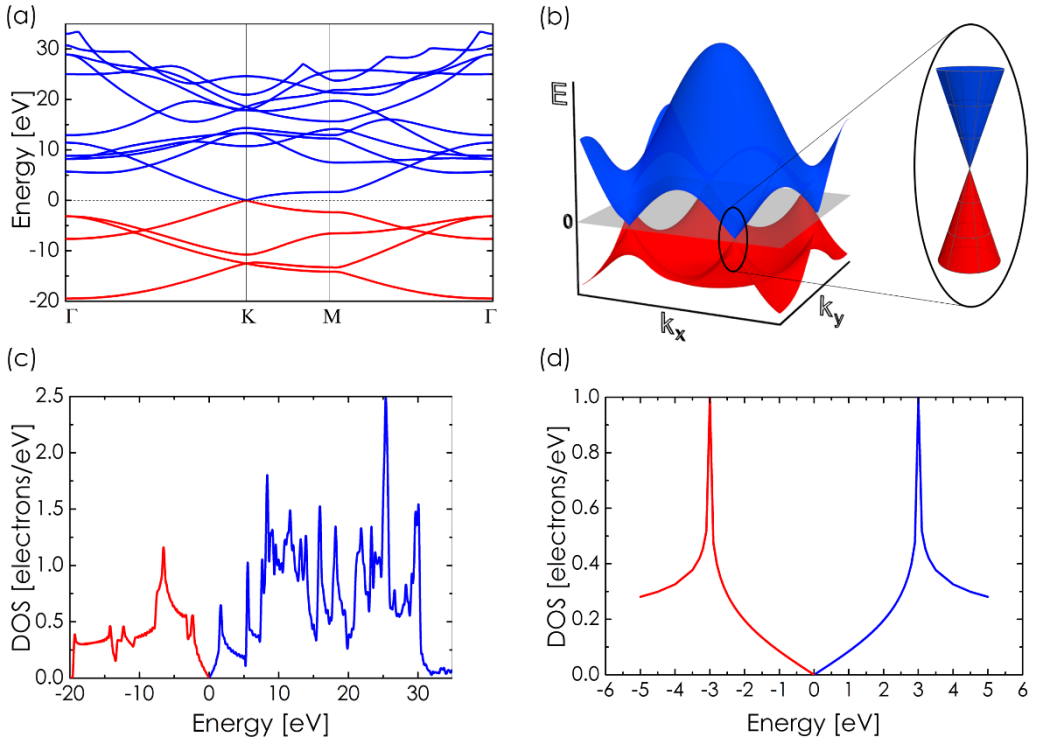 (a)
Energy [eV]
30
20
10
0
-10
-20
Γ K M Γ
(b)
E
0
k_x
k_y
(c)
DOS [electrons/eV]
2.5
2.0
1.5
1.0
0.5
0.0
-20 -10 0 10 20 30
Energy [eV]
(d)
DOS [electrons/eV]
1.0
0.8
0.6
0.4
0.2
0.0
-6 -5 -4 -3 -2 -1 0 1 2 3 4 5 6
Energy [eV]